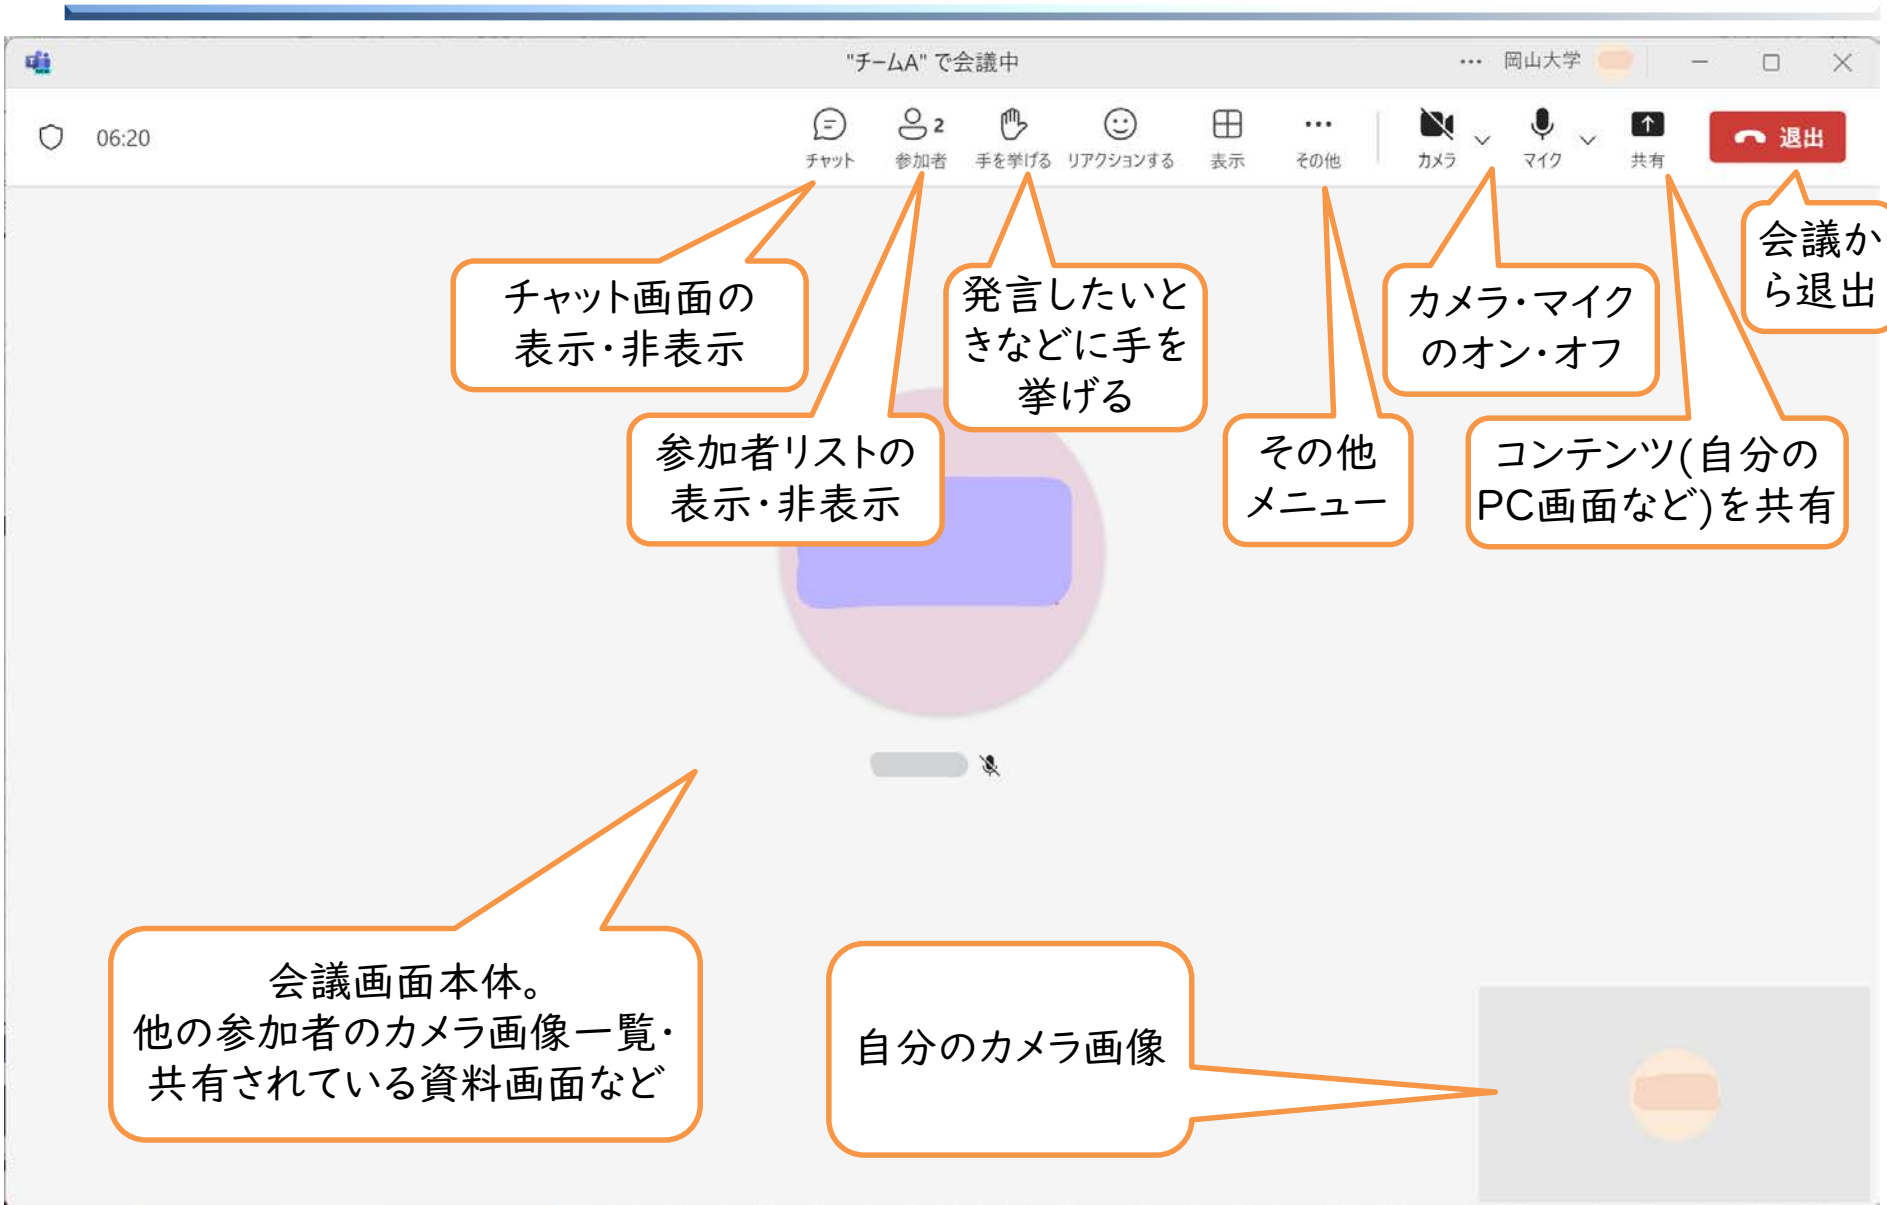 "チームA" で会議中
… 岡山大学
06:20
チャット
2
参加者
手を挙げる
リアクションする
表示
その他
カメラ
マイク
共有
退出
チャット画面の
表示・非表示
参加者リストの
表示・非表示
発言したいと
きなどに手を
挙げる
その他
メニュー
カメラ・マイク
のオン・オフ
コンテンツ(自分の
PC画面など)を共有
会議か
ら退出
会議画面本体。
他の参加者のカメラ画像一覧・
共有されている資料画面など
自分のカメラ画像